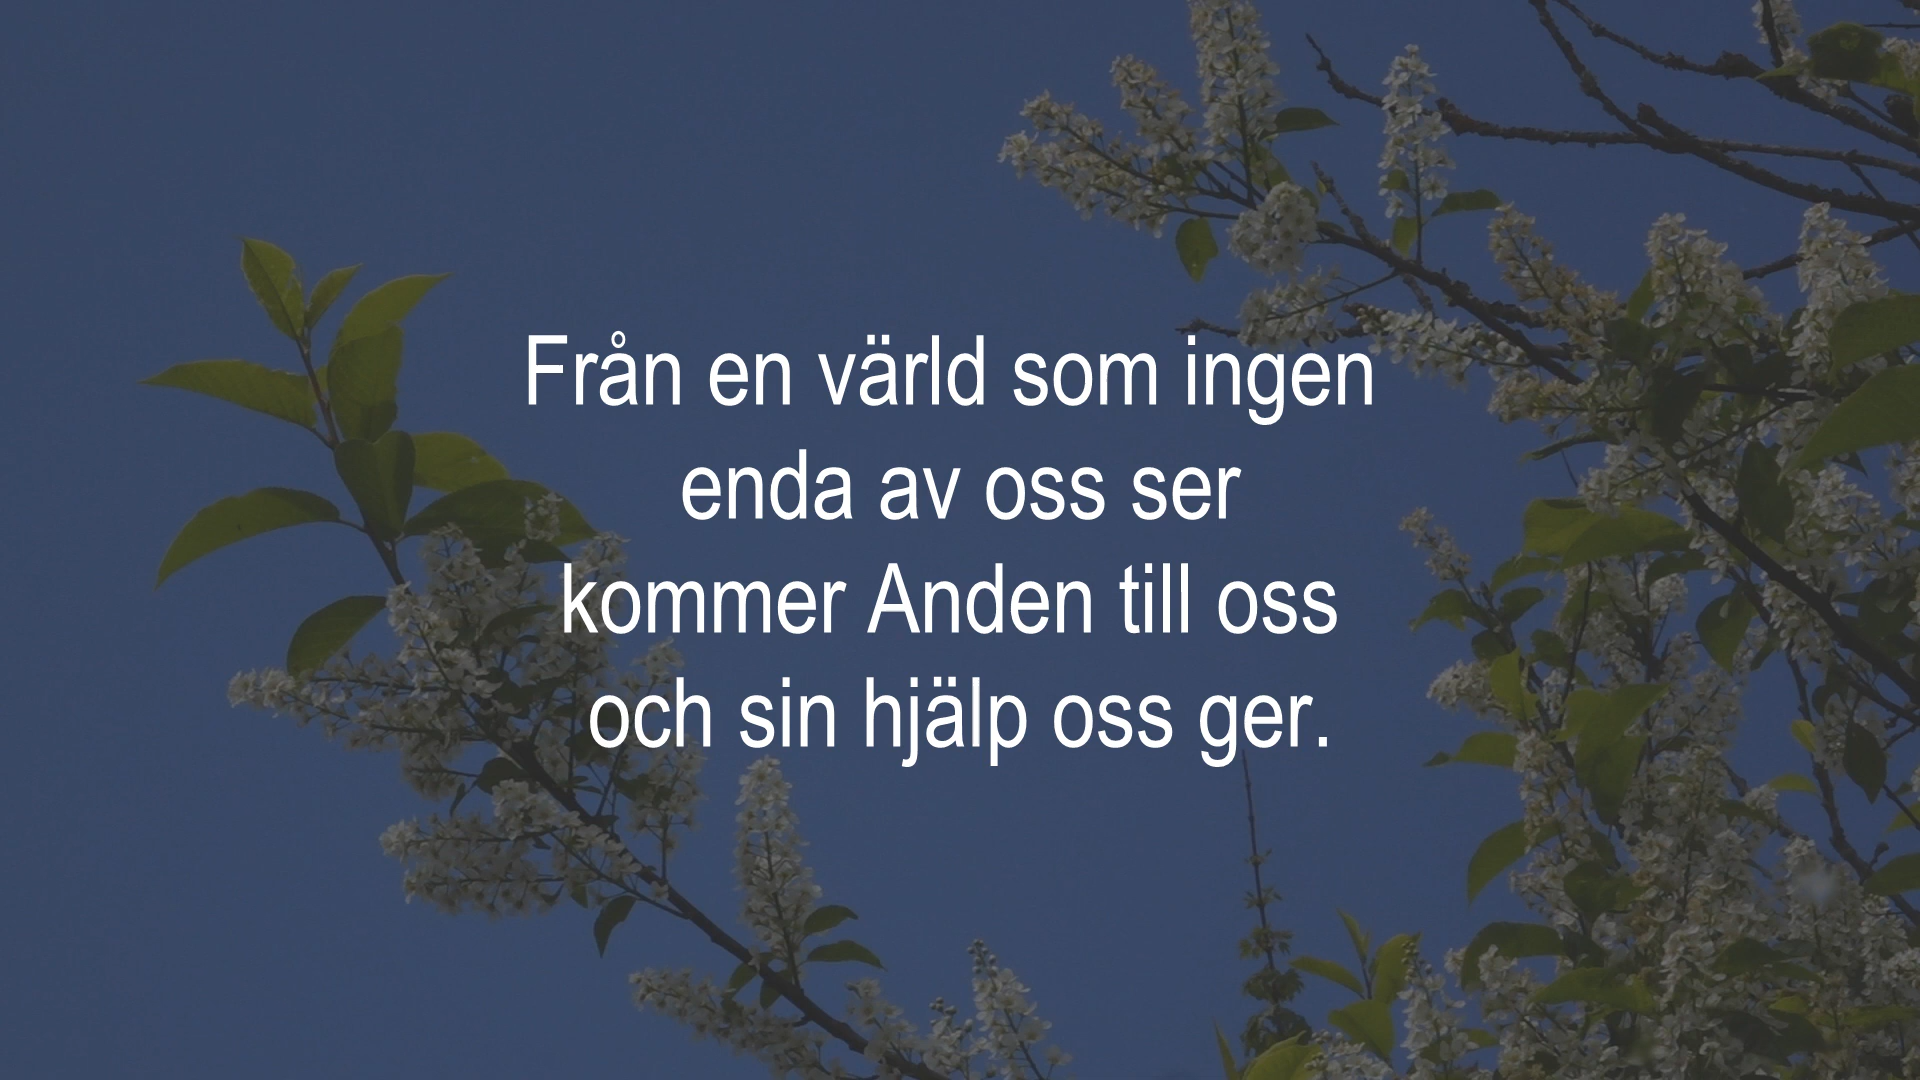 Från en värld som ingen
enda av oss ser
kommer Anden till oss
och sin hjälp oss ger.